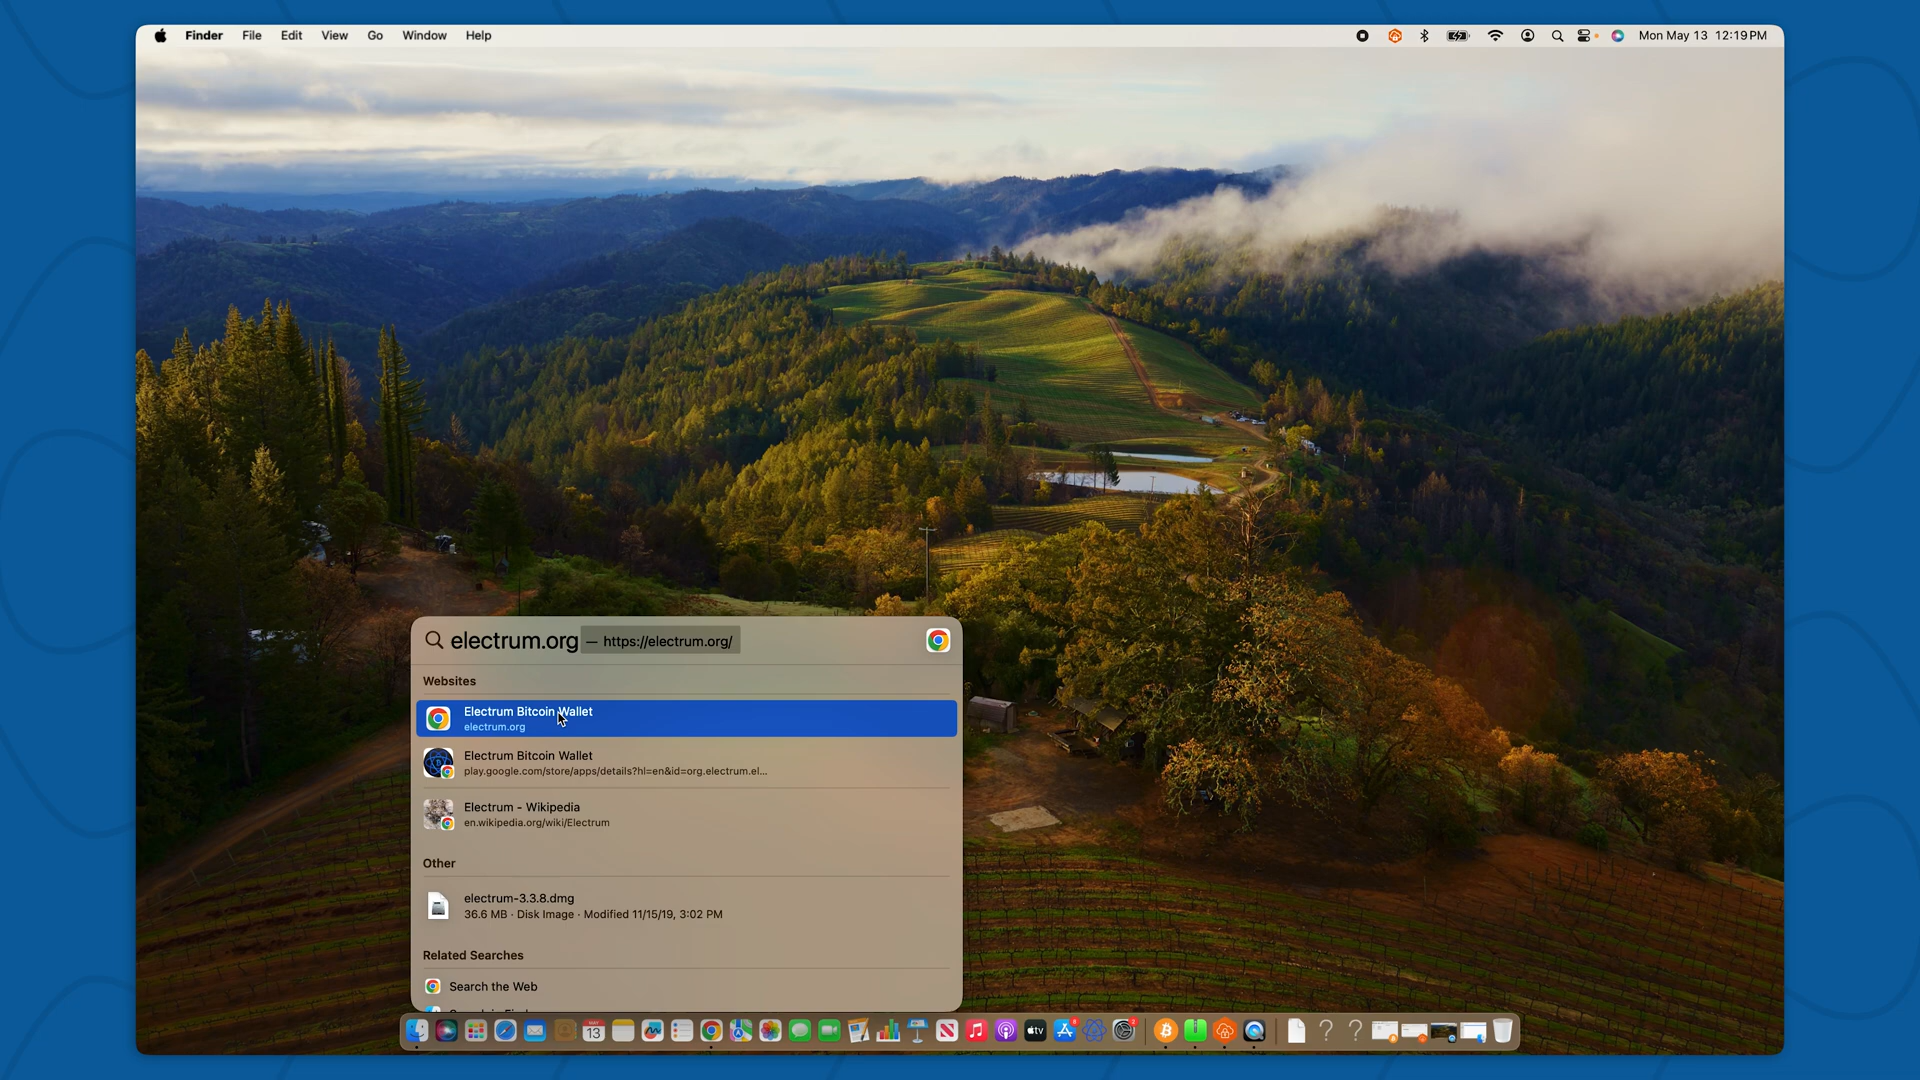 Finder File Edit View Go Window Help
Mon May 13 12:19 PM
electrum.org — https://electrum.org/
Websites
Electrum Bitcoin Wallet
electrum.org
Electrum Bitcoin Wallet
play.google.com/store/apps/details?hl=en&id=org.electrum.el...
Electrum - Wikipedia
en.wikipedia.org/wiki/Electrum
Other
electrum-3.3.8.dmg
36.6 MB · Disk Image · Modified 11/15/19, 3:02 PM
Related Searches
Search the Web
MAY
13
tv